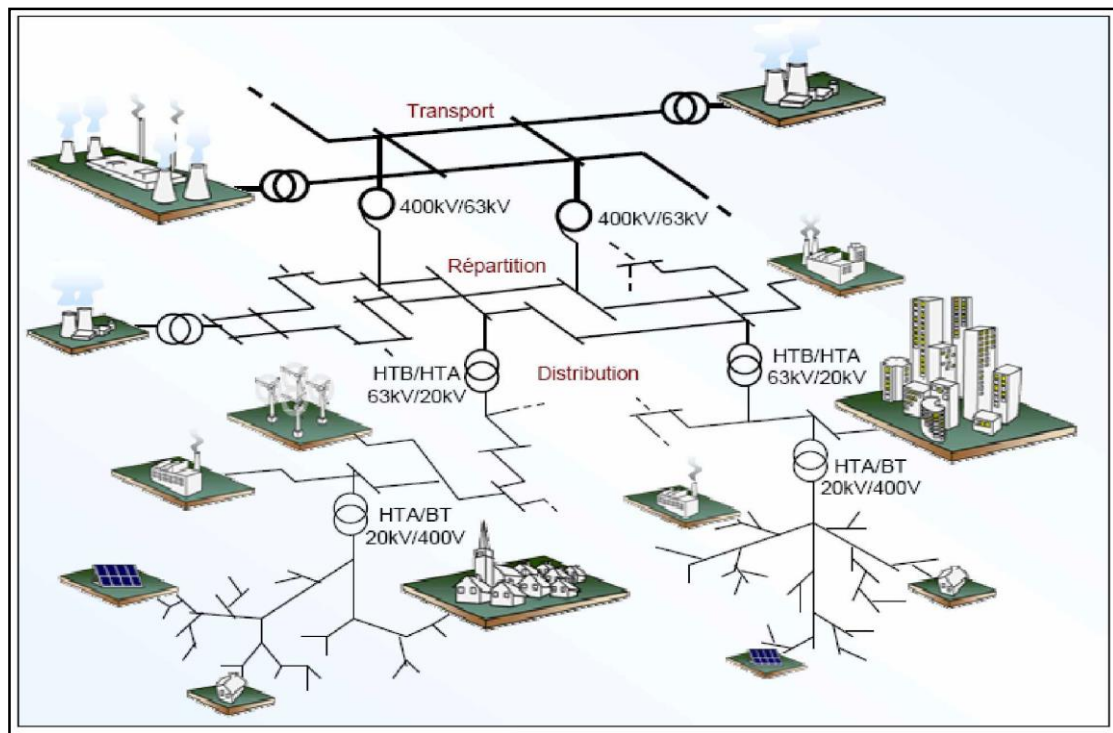 Transport
400kV/63kV
400kV/63kV
Répartition
HTB/HTA
63kV/20kV
Distribution
HTB/HTA
63kV/20kV
HTA/BT
20kV/400V
HTA/BT
20kV/400V